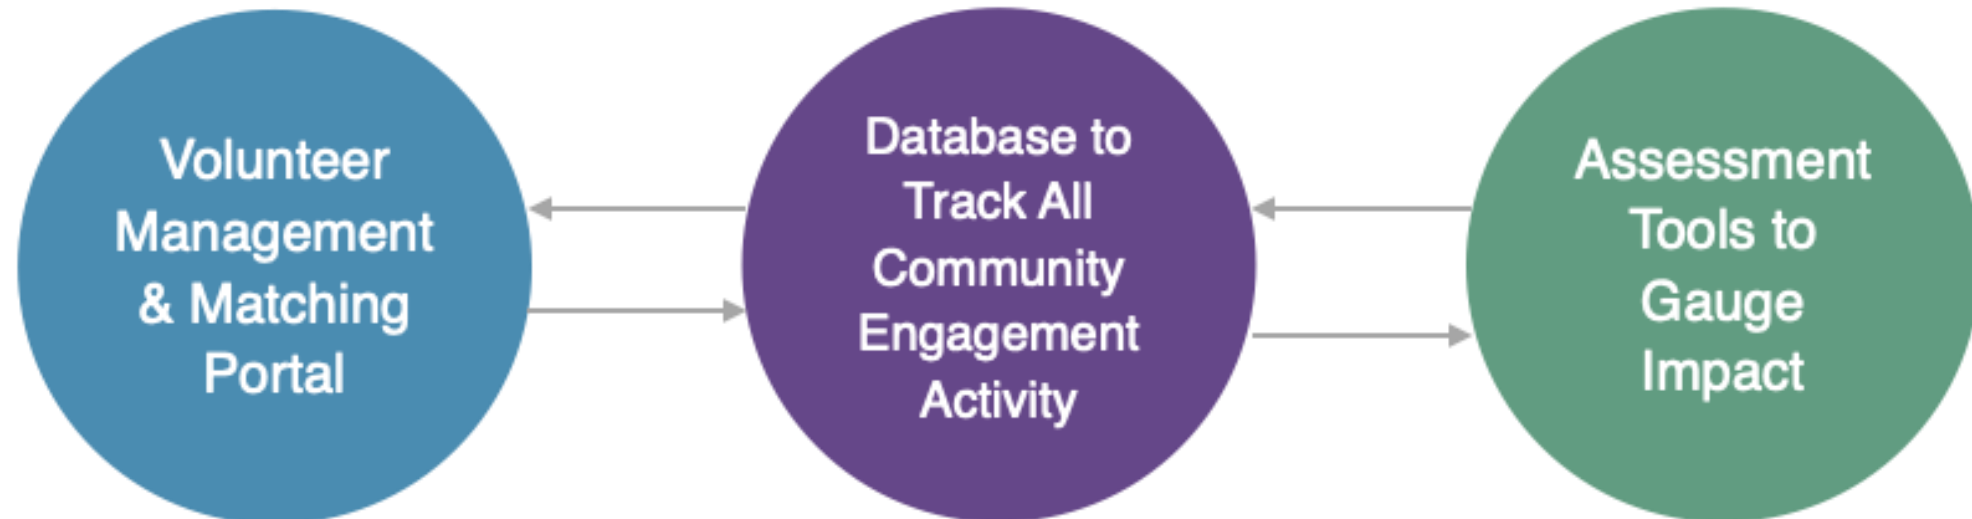 Volunteer
Management
& Matching
Portal
Database to
Track All
Community
Engagement
Activity
Assessment
Tools to
Gauge
Impact